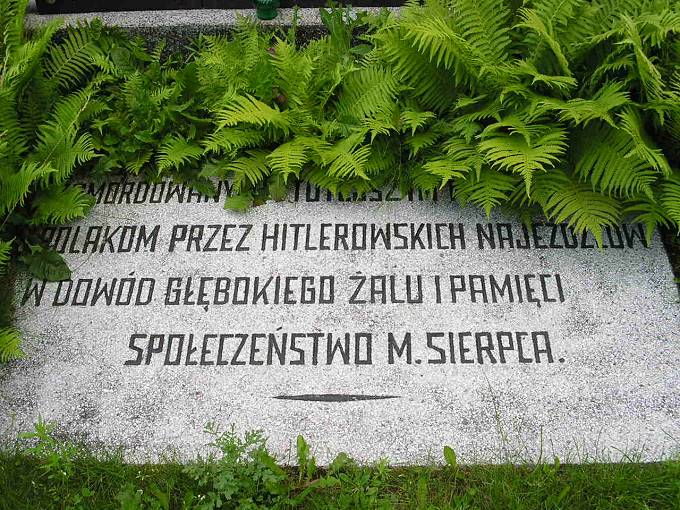 POLAKOM PRZEZ HITLEROWSKICH NAJEŹDŹCÓW
W DOWÓD GŁĘBOKIEGO ŻALU I PAMIĘCI
SPOŁECZEŃSTWO M. SIERPCA.